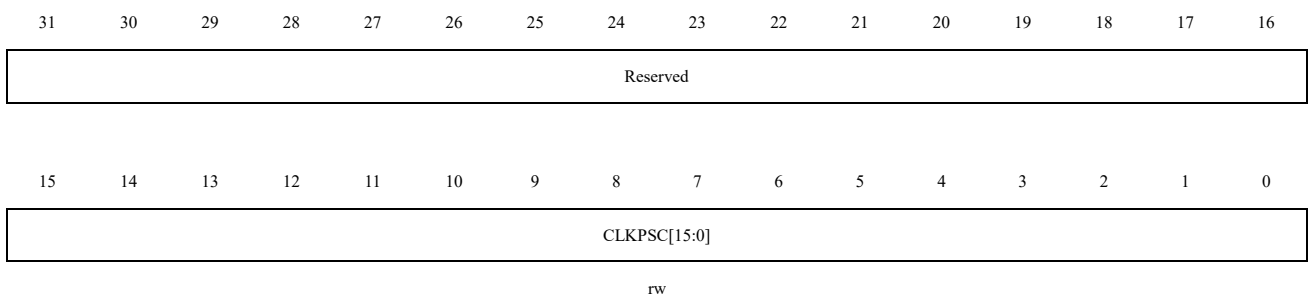 31 30 29 28 27 26 25 24 23 22 21 20 19 18 17 16
Reserved
15 14 13 12 11 10 9 8 7 6 5 4 3 2 1 0
CLKPSC[15:0]
rw